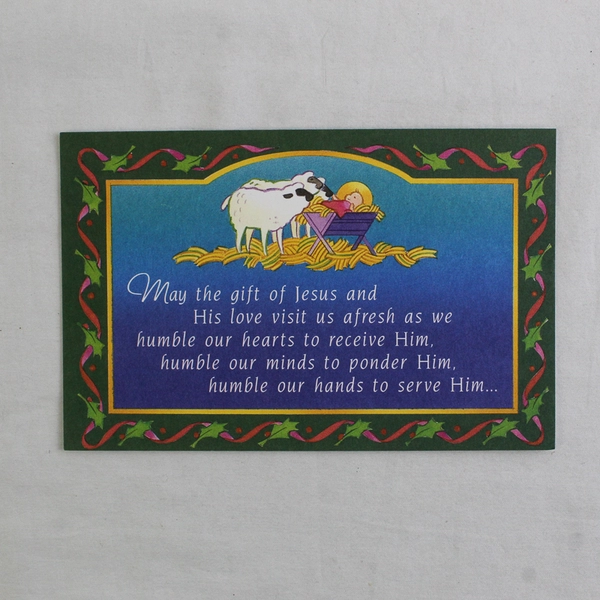 May the gift of Jesus and
His love visit us afresh as we
humble our hearts to receive Him,
humble our minds to ponder Him,
humble our hands to serve Him...